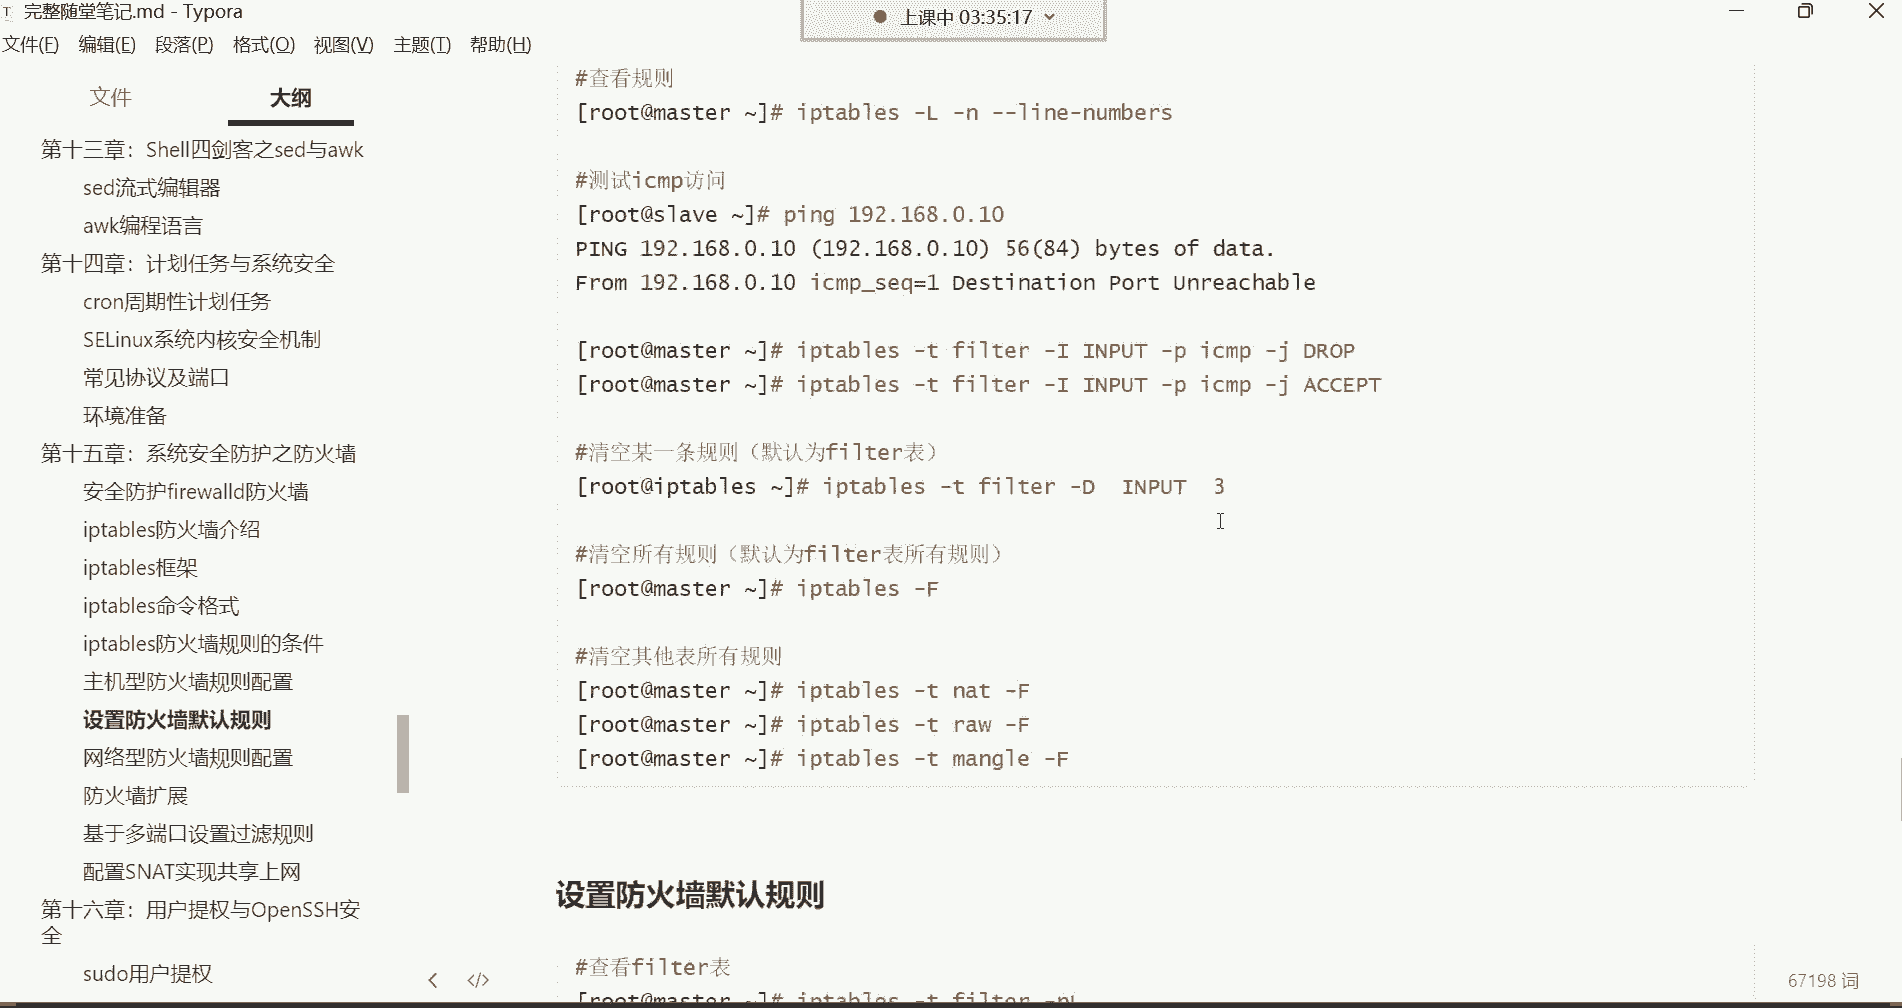 完整随堂笔记.md - Typora
上课中 03:35:17
文件(F) 编辑(E) 段落(P) 格式(O) 视图(V) 主题(T) 帮助(H)
文件 大纲
第十三章：Shell四剑客之sed与awk
sed流式编辑器
awk编程语言
第十四章：计划任务与系统安全
cron周期性计划任务
SELinux系统内核安全机制
常见协议及端口
环境准备
第十五章：系统安全防护之防火墙
安全防护firewalld防火墙
iptables防火墙介绍
iptables框架
iptables命令格式
iptables防火墙规则的条件
主机型防火墙规则配置
设置防火墙默认规则
网络型防火墙规则配置
防火墙扩展
基于多端口设置过滤规则
配置SNAT实现共享上网
第十六章：用户提权与OpenSSH安
全
sudo用户提权
#查看规则
[root@master ~]# iptables -L -n --line-numbers
#测试icmp访问
[root@slave ~]# ping 192.168.0.10
PING 192.168.0.10 (192.168.0.10) 56(84) bytes of data.
From 192.168.0.10 icmp_seq=1 Destination Port Unreachable
[root@master ~]# iptables -t filter -I INPUT -p icmp -j DROP
[root@master ~]# iptables -t filter -I INPUT -p icmp -j ACCEPT
#清空某一条规则（默认为filter表）
[root@iptables ~]# iptables -t filter -D  INPUT  3
#清空所有规则（默认为filter表所有规则）
[root@master ~]# iptables -F
#清空其他表所有规则
[root@master ~]# iptables -t nat -F
[root@master ~]# iptables -t raw -F
[root@master ~]# iptables -t mangle -F
设置防火墙默认规则
#查看filter表
[root@master ~]# iptables -t filter -nL
67198 词